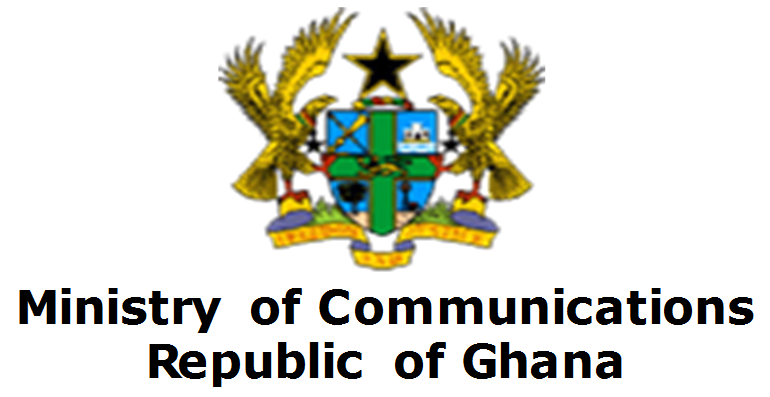 Ministry of Communications
Republic of Ghana